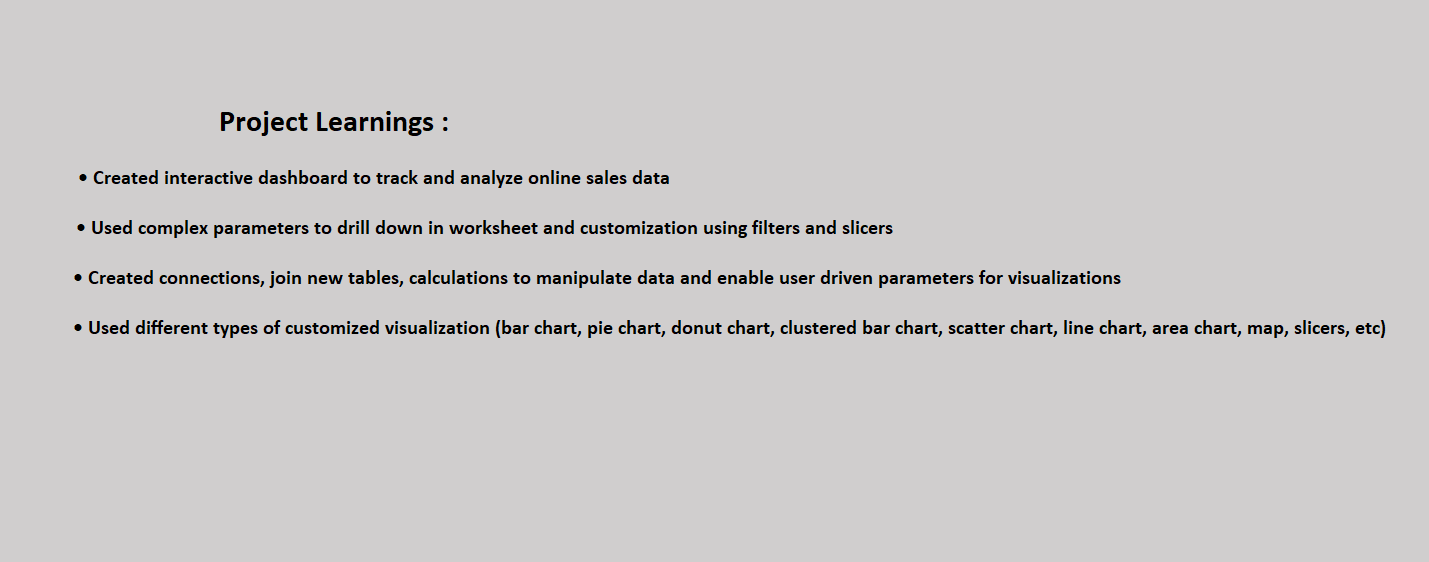 Project Learnings :
• Created interactive dashboard to track and analyze online sales data
• Used complex parameters to drill down in worksheet and customization using filters and slicers
• Created connections, join new tables, calculations to manipulate data and enable user driven parameters for visualizations
• Used different types of customized visualization (bar chart, pie chart, donut chart, clustered bar chart, scatter chart, line chart, area chart, map, slicers, etc)